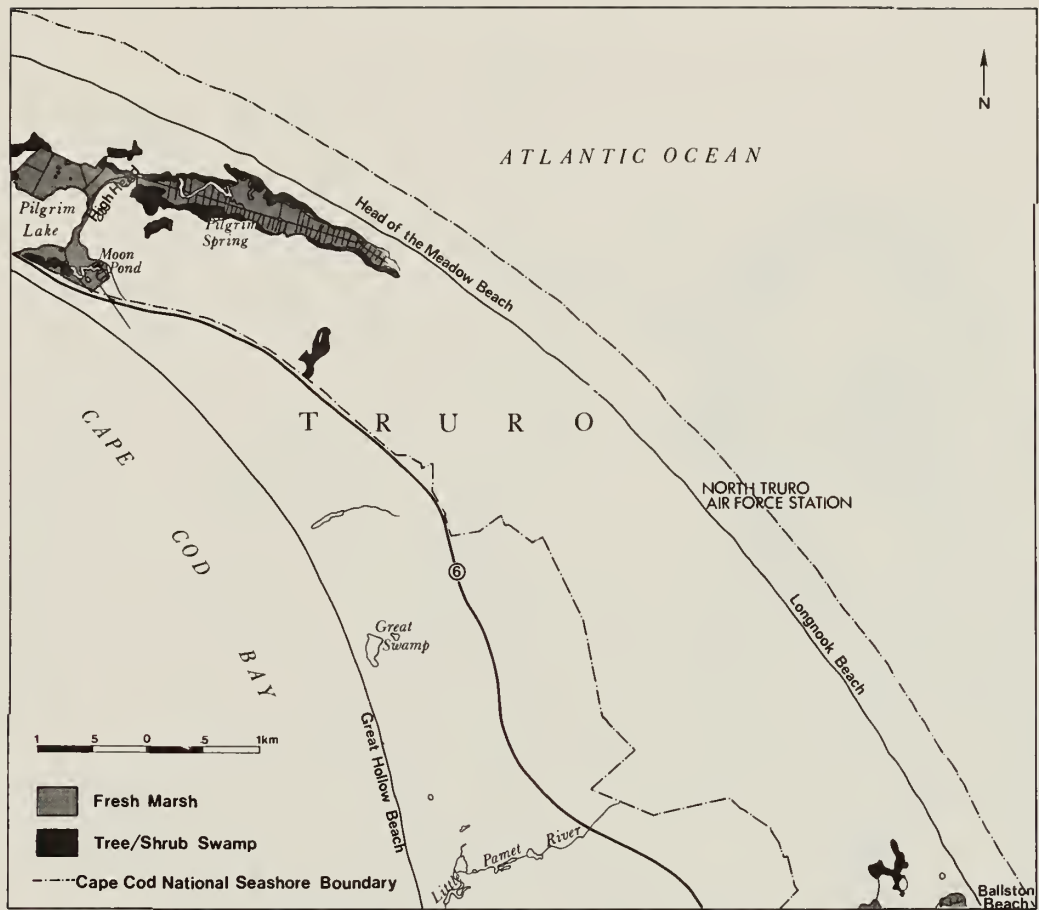 N
ATLANTIC OCEAN
High Head
Pilgrim
Lake
Pilgrim
Spring
Moon
Pond
Head of the Meadow Beach
TRURO
CAPE
COD
BAY
NORTH TRURO
AIR FORCE STATION
6
Great
Swamp
Longnook Beach
Great Hollow Beach
1 .5 0 .5 1km
Fresh Marsh
Tree/Shrub Swamp
Cape Cod National Seashore Boundary
Little Pamet River
Ballston
Beach